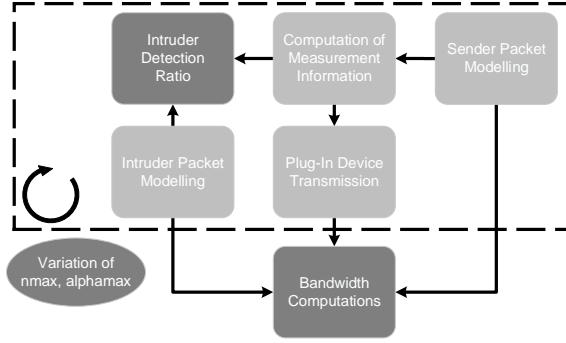 Intruder
Detection
Ratio
Computation of
Measurement
Information
Sender Packet
Modelling
Intruder Packet
Modelling
Plug-In Device
Transmission
Variation of
nmax, alphamax
Bandwidth
Computations